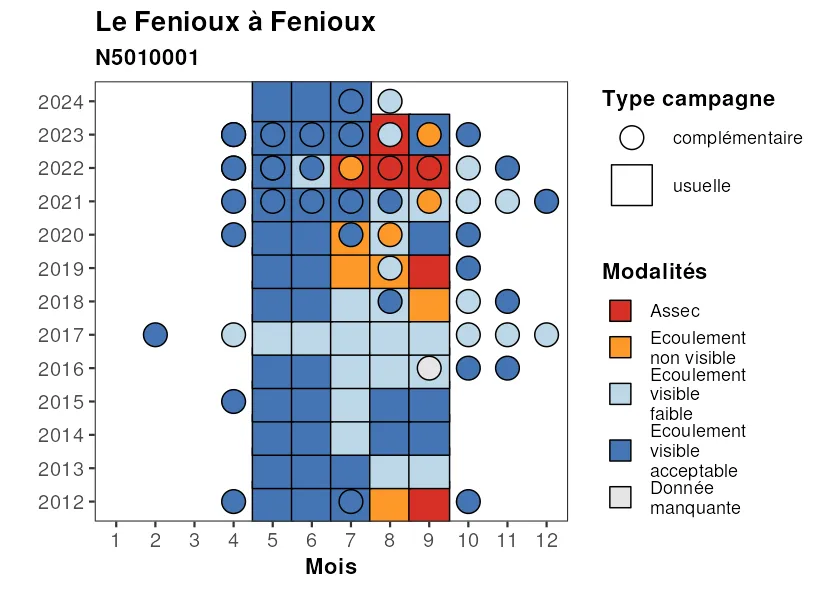 Le Fenioux à Fenioux
N5010001
2024
2023
2022
2021
2020
2019
2018
2017
2016
2015
2014
2013
2012
1 2 3 4 5 6 7 8 9 10 11 12
Mois
Type campagne
complémentaire
usuelle
Modalités
Assec
Ecoulement
non visible
Ecoulement
visible
faible
Ecoulement
visible
acceptable
Donnée
manquante